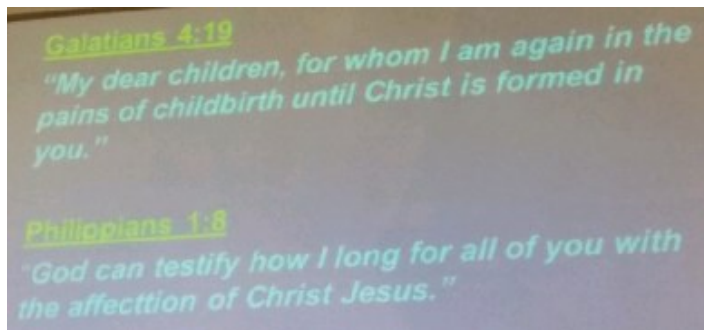 Galatians 4:19
"My dear children, for whom I am again in the
pains of childbirth until Christ is formed in
you."
Philippians 1:8
"God can testify how I long for all of you with
the affecttion of Christ Jesus."